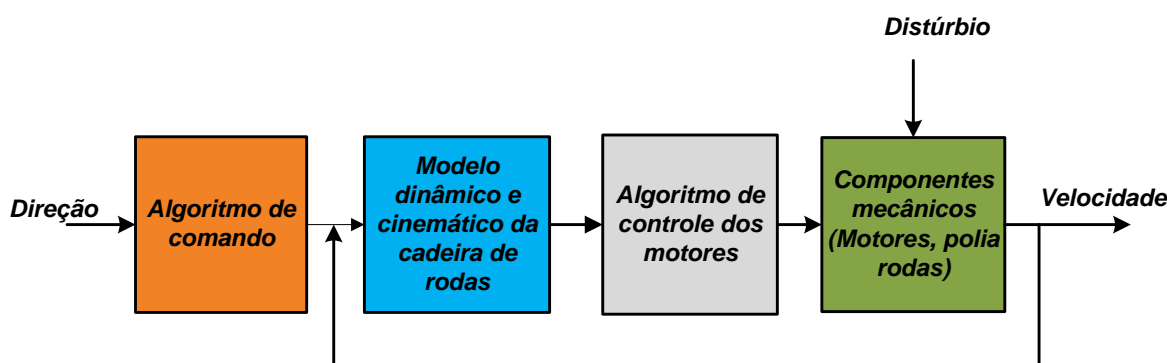 Distúrbio
Direção
Algoritmo de
comando
Modelo
dinâmico e
cinemático da
cadeira de
rodas
Algoritmo de
controle dos
motores
Componentes
mecânicos
(Motores, polia
rodas)
Velocidade